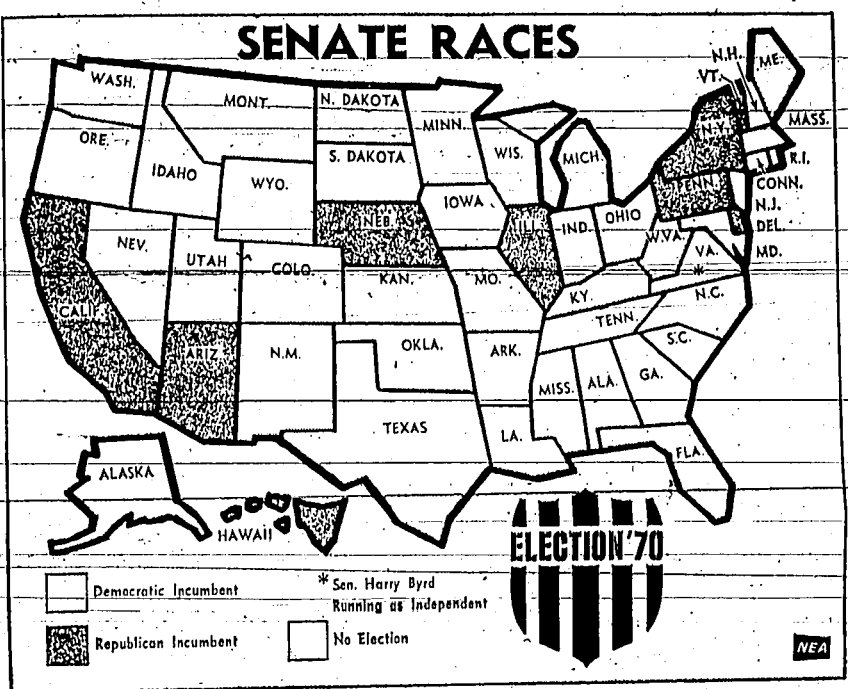 SENATE RACES
WASH.
MONT.
N. DAKOTA
MINN.
N.H.
VT.
ME.
MASS.
ORE.
IDAHO
S. DAKOTA
WIS.
MICH.
N.Y.
R.I.
WYO.
IOWA
PENN.
CONN.
N.J.
NEV.
UTAH
COLO.
NEB.
ILL.
IND.
OHIO
W.VA.
VA.
*
DEL.
MD.
CALIF.
KAN.
MO.
KY.
N.C.
TENN.
ARIZ.
N.M.
OKLA.
ARK.
S.C.
MISS.
ALA.
GA.
TEXAS
LA.
FLA.
ALASKA
HAWAII
ELECTION '70
Democratic Incumbent
* Sen. Harry Byrd
Running as Independent
Republican Incumbent
No Election
NEA